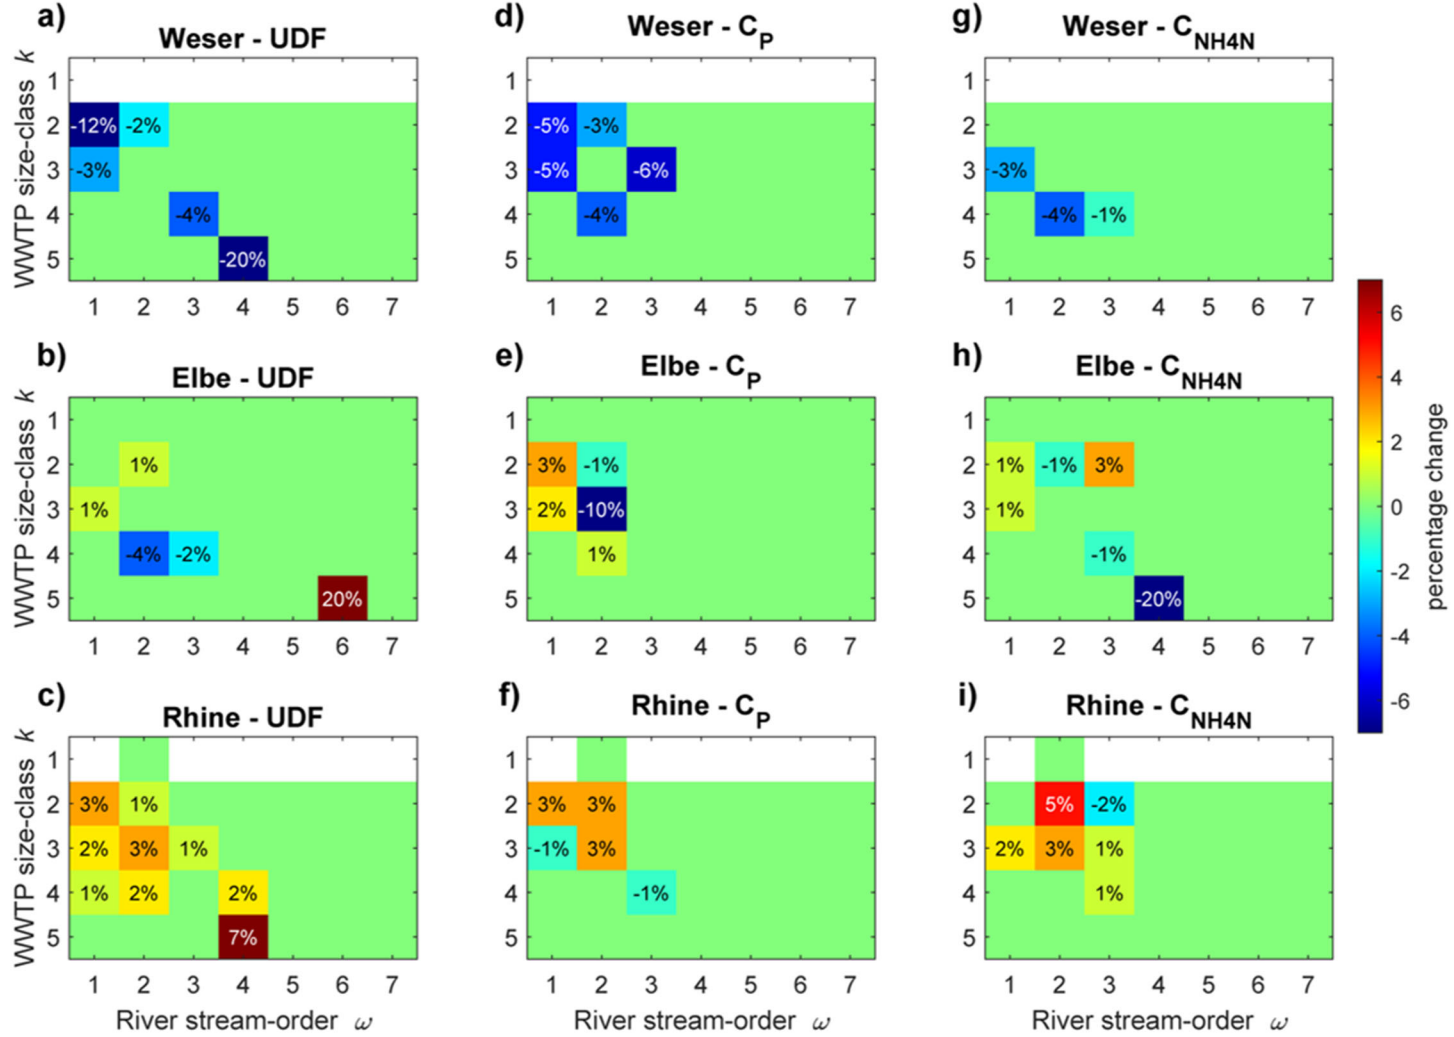 a)
Weser - UDF
WWTP size-class k
1
2
3
4
5
-12% -2%
-3%
-4%
-20%
1 2 3 4 5 6 7
d)
Weser - CP
1
2
3
4
5
-5% -3%
-5% -6%
-4%
1 2 3 4 5 6 7
g)
Weser - CNH4N
1
2
3
4
5
-3%
-4% -1%
1 2 3 4 5 6 7
b)
Elbe - UDF
WWTP size-class k
1
2
3
4
5
1%
1%
-4% -2%
20%
1 2 3 4 5 6 7
e)
Elbe - CP
1
2
3
4
5
3% -1%
2% -10%
1%
1 2 3 4 5 6 7
h)
Elbe - CNH4N
1
2
3
4
5
1% -1% 3%
1%
-1%
-20%
1 2 3 4 5 6 7
c)
Rhine - UDF
WWTP size-class k
1
2
3
4
5
3% 1%
2% 3% 1%
1% 2% 2%
7%
1 2 3 4 5 6 7
River stream-order ω
f)
Rhine - CP
1
2
3
4
5
3% 3%
-1% 3%
-1%
1 2 3 4 5 6 7
River stream-order ω
i)
Rhine - CNH4N
1
2
3
4
5
5% -2%
2% 3% 1%
1%
1 2 3 4 5 6 7
River stream-order ω
6
4
2
0
-2
-4
-6
percentage change